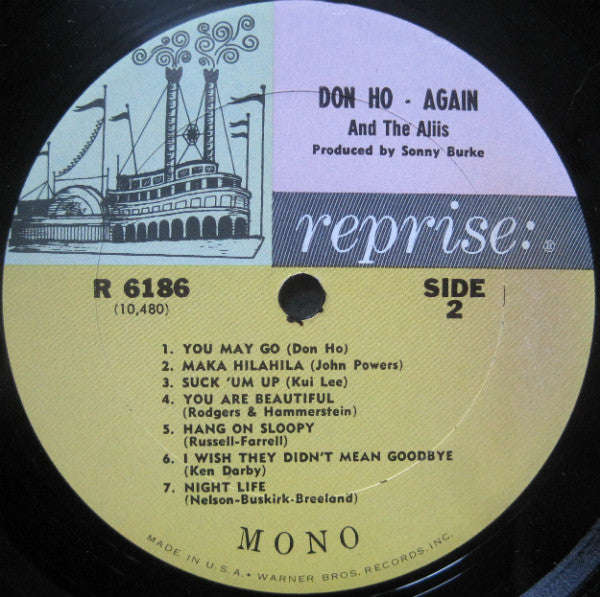 DON HO - AGAIN
And The Aliis
Produced by Sonny Burke
reprise:®
R 6186
(10,480)
SIDE
2
1. YOU MAY GO (Don Ho)
2. MAKA HILAHILA (John Powers)
3. SUCK 'UM UP (Kui Lee)
4. YOU ARE BEAUTIFUL
(Rodgers & Hammerstein)
5. HANG ON SLOOPY
(Russell-Farrell)
6. I WISH THEY DIDN'T MEAN GOODBYE
(Ken Darby)
7. NIGHT LIFE
(Nelson-Buskirk-Breeland)
MONO
MADE IN U.S.A. • WARNER BROS. RECORDS, INC.